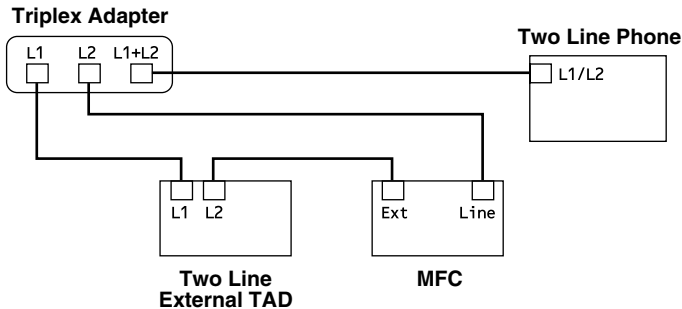 Triplex Adapter
L1 L2 L1+L2
Two Line Phone
L1/L2
L1 L2
Ext Line
Two Line
External TAD
MFC